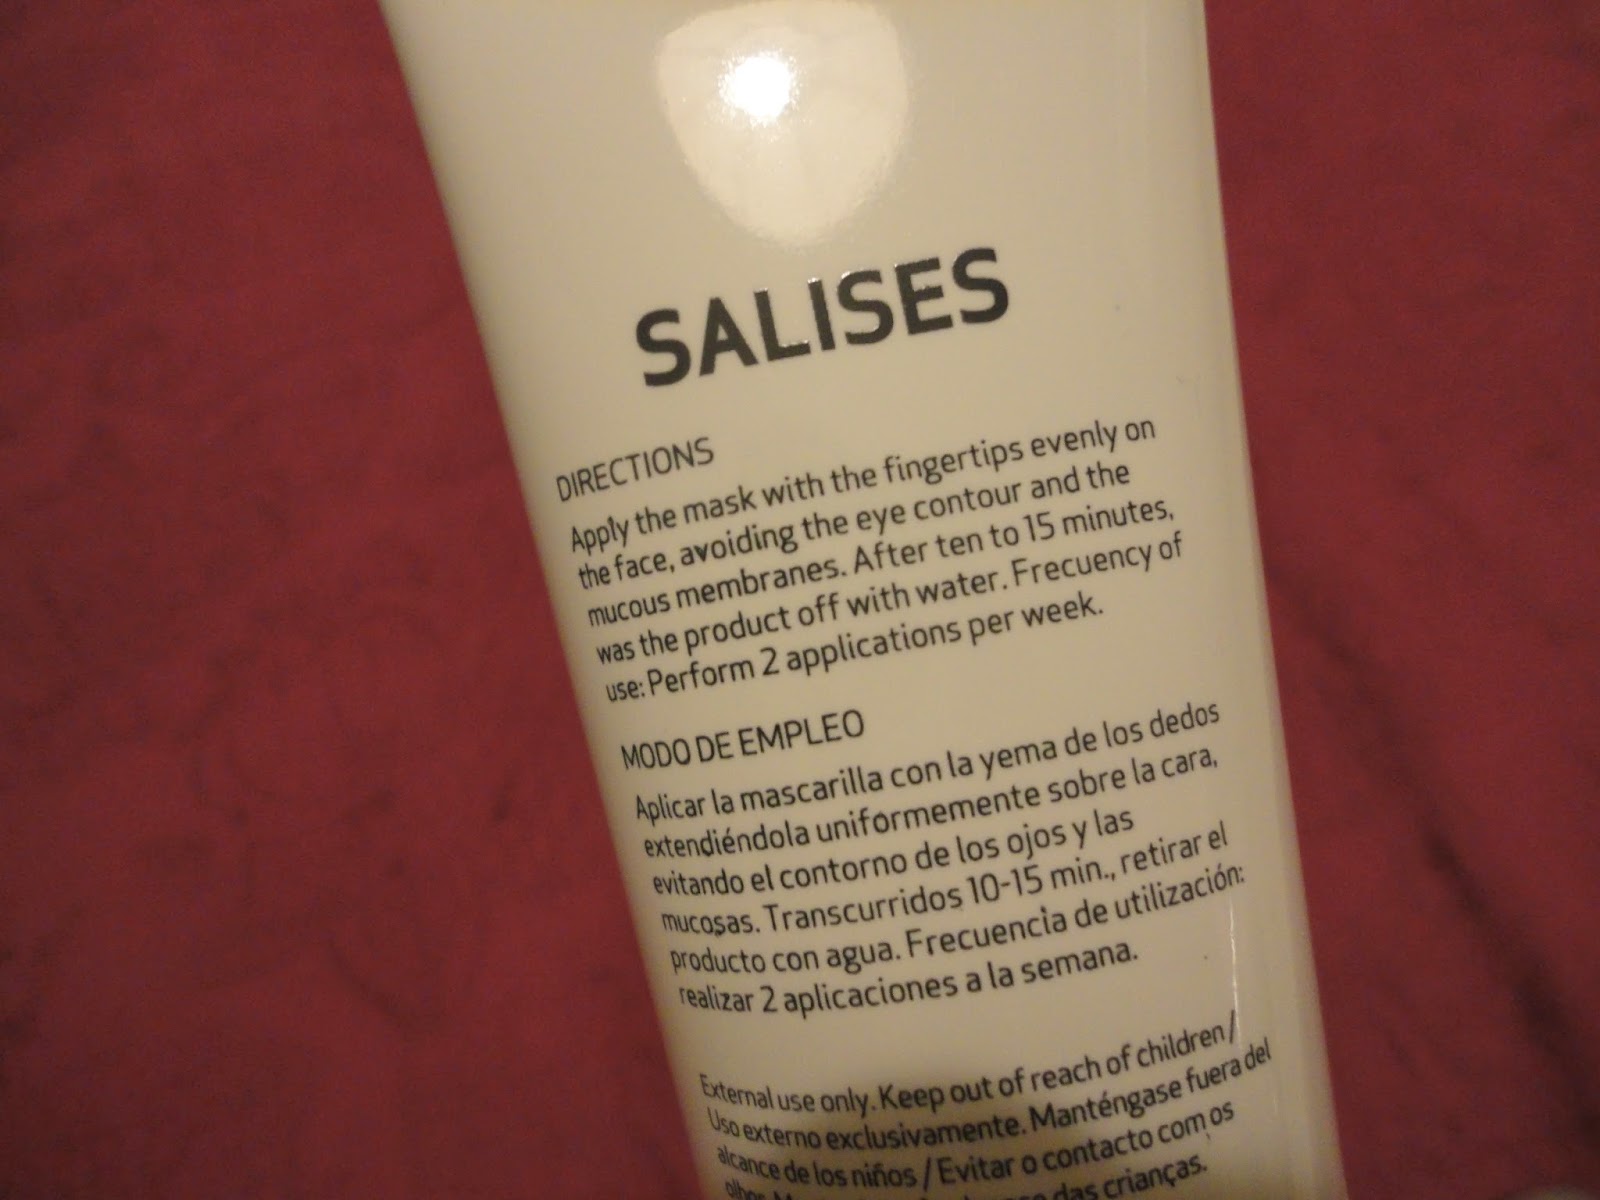 SALISES
DIRECTIONS
Apply the mask with the fingertips evenly on
the face, avoiding the eye contour and the
mucous membranes. After ten to 15 minutes,
was the product off with water. Frecuency of
use: Perform 2 applications per week.
MODO DE EMPLEO
Aplicar la mascarilla con la yema de los dedos
extendiéndola uniformemente sobre la cara,
evitando el contorno de los ojos y las
mucosas. Transcurridos 10-15 min., retirar el
producto con agua. Frecuencia de utilización:
realizar 2 aplicaciones a la semana.
External use only. Keep out of reach of children/
Uso externo exclusivamente. Manténgase fuera del
alcance de los niños / Evitar o contacto com os
olhos. das crianças.